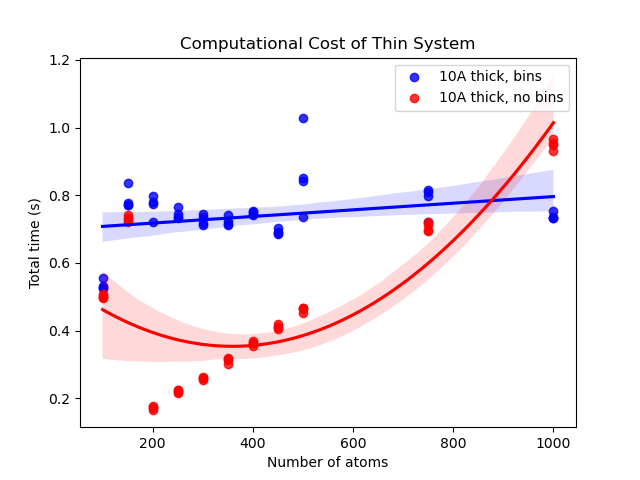 Computational Cost of Thin System
10A thick, bins
10A thick, no bins
Total time (s)
1.2
1.0
0.8
0.6
0.4
0.2
200
400
600
800
1000
Number of atoms